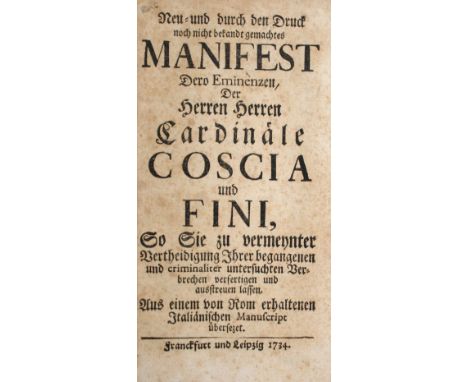 Neu-und durch den Druck
noch nicht bekandt gemachtes
MANIFEST
Dero Eminenzen,
Der
Herren Herren
Cardinäle
COSCIA
und
FINI,
So Sie zu vermeynter
Vertheidigung Ihrer begangenen
und criminaliter untersuchten Ver-
brechen verfertigen und
ausstreuen lassen.
Aus einem von Rom erhaltenen
Italiänischen Manuscript
übersezet.
Franckfurt und Leipzig 1734.